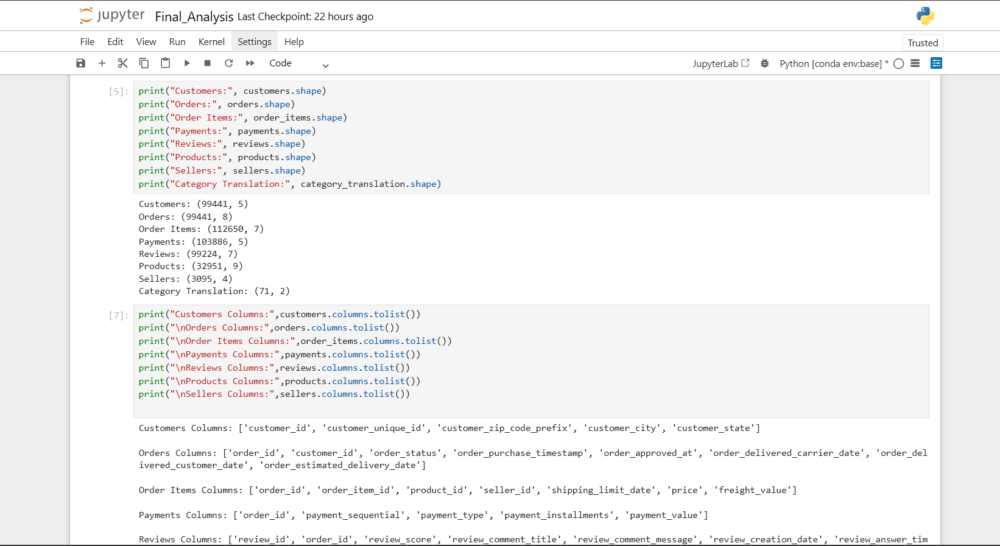 jupyter Final_Analysis Last Checkpoint: 22 hours ago
File Edit View Run Kernel Settings Help
Trusted
Code
JupyterLab Python [conda env:base] *
[5]: print("Customers:", customers.shape)
print("Orders:", orders.shape)
print("Order Items:", order_items.shape)
print("Payments:", payments.shape)
print("Reviews:", reviews.shape)
print("Products:", products.shape)
print("Sellers:", sellers.shape)
print("Category Translation:", category_translation.shape)
Customers: (99441, 5)
Orders: (99441, 8)
Order Items: (112650, 7)
Payments: (103886, 5)
Reviews: (99224, 7)
Products: (32951, 9)
Sellers: (3095, 4)
Category Translation: (71, 2)
[7]: print("Customers Columns:",customers.columns.tolist())
print("\nOrders Columns:",orders.columns.tolist())
print("\nOrder Items Columns:",order_items.columns.tolist())
print("\nPayments Columns:",payments.columns.tolist())
print("\nReviews Columns:",reviews.columns.tolist())
print("\nProducts Columns:",products.columns.tolist())
print("\nSellers Columns:",sellers.columns.tolist())
Customers Columns: ['customer_id', 'customer_unique_id', 'customer_zip_code_prefix', 'customer_city', 'customer_state']
Orders Columns: ['order_id', 'customer_id', 'order_status', 'order_purchase_timestamp', 'order_approved_at', 'order_delivered_carrier_date', 'order_del
ivered_customer_date', 'order_estimated_delivery_date']
Order Items Columns: ['order_id', 'order_item_id', 'product_id', 'seller_id', 'shipping_limit_date', 'price', 'freight_value']
Payments Columns: ['order_id', 'payment_sequential', 'payment_type', 'payment_installments', 'payment_value']
Reviews Columns: ['review_id', 'order_id', 'review_score', 'review_comment_title', 'review_comment_message', 'review_creation_date', 'review_answer_tim